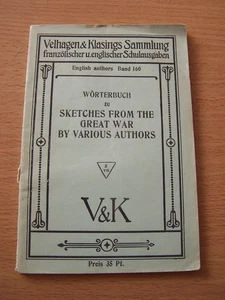 Velhagen & Klasings Sammlung
französischer u. englischer Schulausgaben
English authors Band 160
WÖRTERBUCH
ZU
SKETCHES FROM THE
GREAT WAR
BY VARIOUS AUTHORS
V&K
Preis 35 Pf.